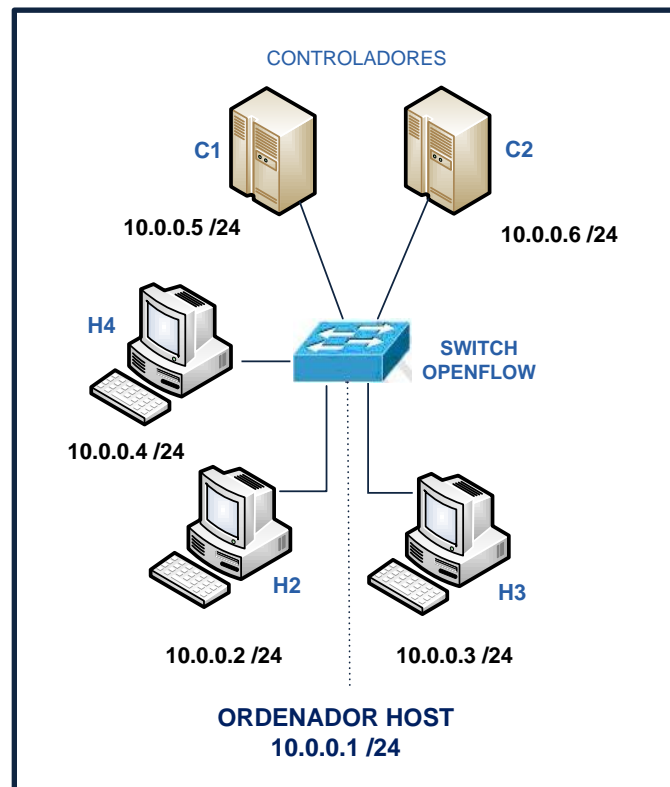 CONTROLADORES
C1
C2
10.0.0.5 /24
10.0.0.6 /24
H4
SWITCH
OPENFLOW
10.0.0.4 /24
H2
H3
10.0.0.2 /24
10.0.0.3 /24
ORDENADOR HOST
10.0.0.1 /24